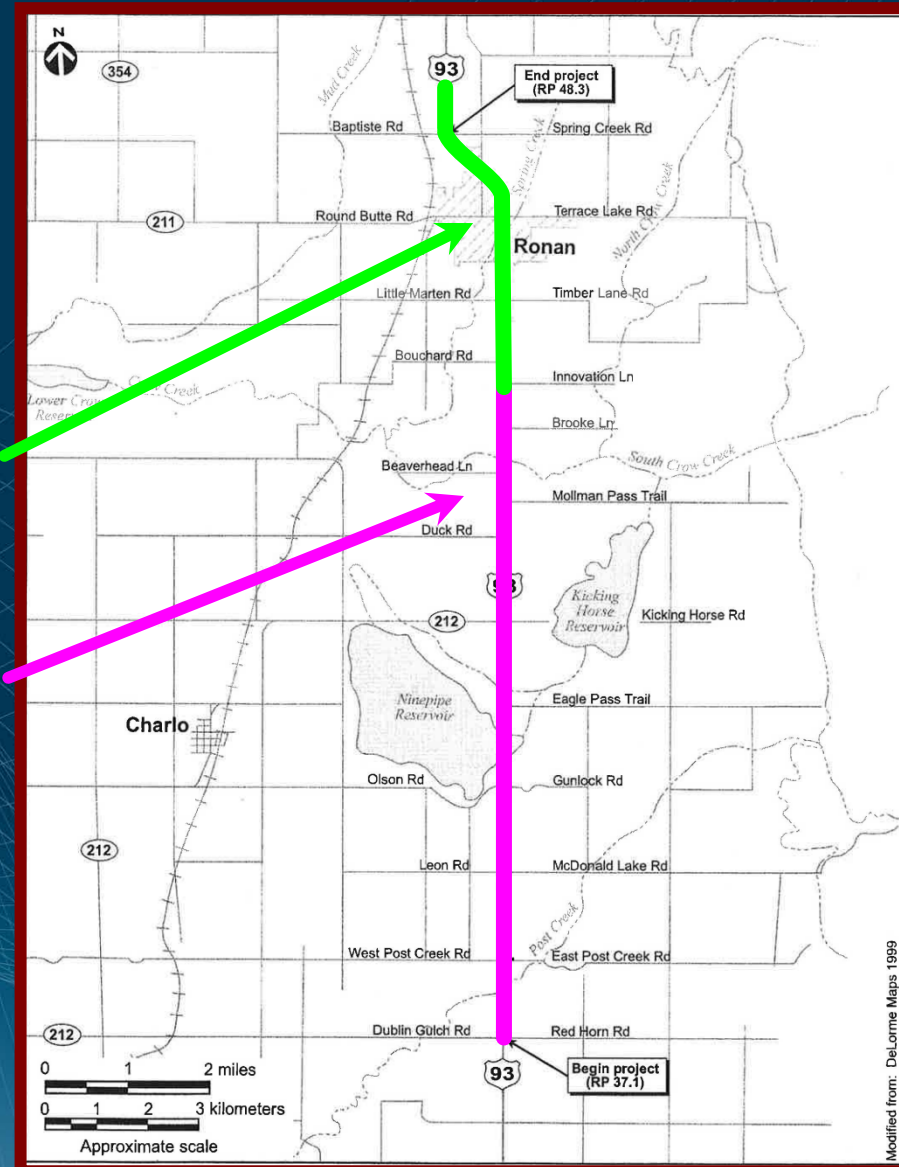 N
354
93
Mud Creek
End project
(RP 48.3)
Baptiste Rd
Spring Creek Rd
Spring Creek
North Crow Creek
211
Round Butte Rd
Terrace Lake Rd
Ronan
Little Marten Rd
Timber Lane Rd
Bouchard Rd
Innovation Ln
Creek
Lower Crow
Brooke Ln
Beaverhead Ln
South Crow Creek
Mollman Pass Trail
Duck Rd
Kicking
Horse
Reservoir
212
Kicking Horse Rd
Ninepipe
Reservoir
Eagle Pass Trail
Charlo
Olson Rd
Gunlock Rd
212
Leon Rd
McDonald Lake Rd
Post Creek
West Post Creek Rd
East Post Creek Rd
212
Dublin Gulch Rd
Red Horn Rd
93
Begin project
(RP 37.1)
0 1 2 miles
0 1 2 3 kilometers
Approximate scale
Modified from: DeLorme Maps 1999